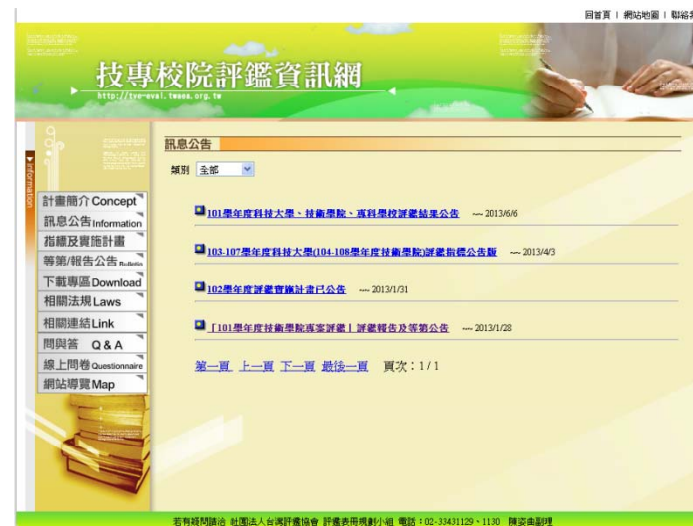 回首頁 | 網站地圖 | 聯絡
技專校院評鑑資訊網
http://tve-eval.twaea.org.tw
Information
計畫簡介 Concept
訊息公告 Information
指標及實施計畫
等第/報告公告 Bulletin
下載專區 Download
相關法規 Laws
相關連結 Link
問與答 Q & A
線上問卷 Questionnaire
網站導覽 Map
訊息公告
類別 全部
101學年度科技大學、技術學院、專科學校評鑑結果公告 ~~ 2013/6/6
103-107學年度科技大學(104-108學年度技術學院)評鑑指標公告版 ~~ 2013/4/3
102學年度評鑑實施計畫已公告 ~~ 2013/1/31
「101學年度技術學院專案評鑑」評鑑報告及等第公告 ~~ 2013/1/28
第一頁 上一頁 下一頁 最後一頁 頁次：1/1
若有疑問請洽 社團法人台灣評鑑協會 評鑑表冊規劃小組 電話：02-33431129、1130 陳姿曲副理